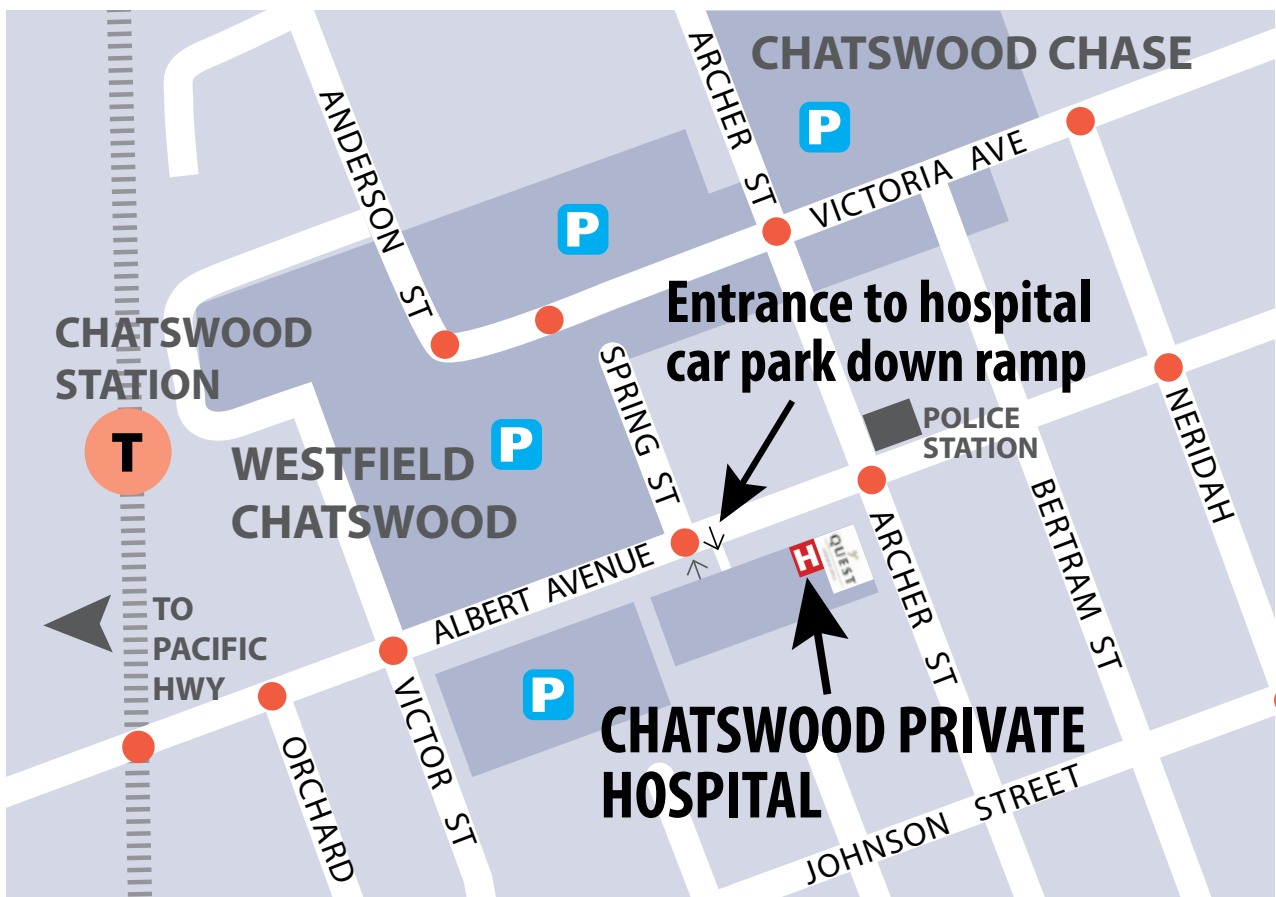 CHATSWOOD CHASE
ARCHER ST
P
ANDERSON ST
VICTORIA AVE
P
Entrance to hospital
car park down ramp
CHATSWOOD
STATION
T
SPRING ST
POLICE
STATION
NERIDAH
WESTFIELD
CHATSWOOD
P
BERTRAM ST
ARCHER ST
H
QUEST
ALBERT AVENUE
TO
PACIFIC
HWY
P
VICTOR ST
ORCHARD
CHATSWOOD PRIVATE
HOSPITAL
JOHNSON STREET